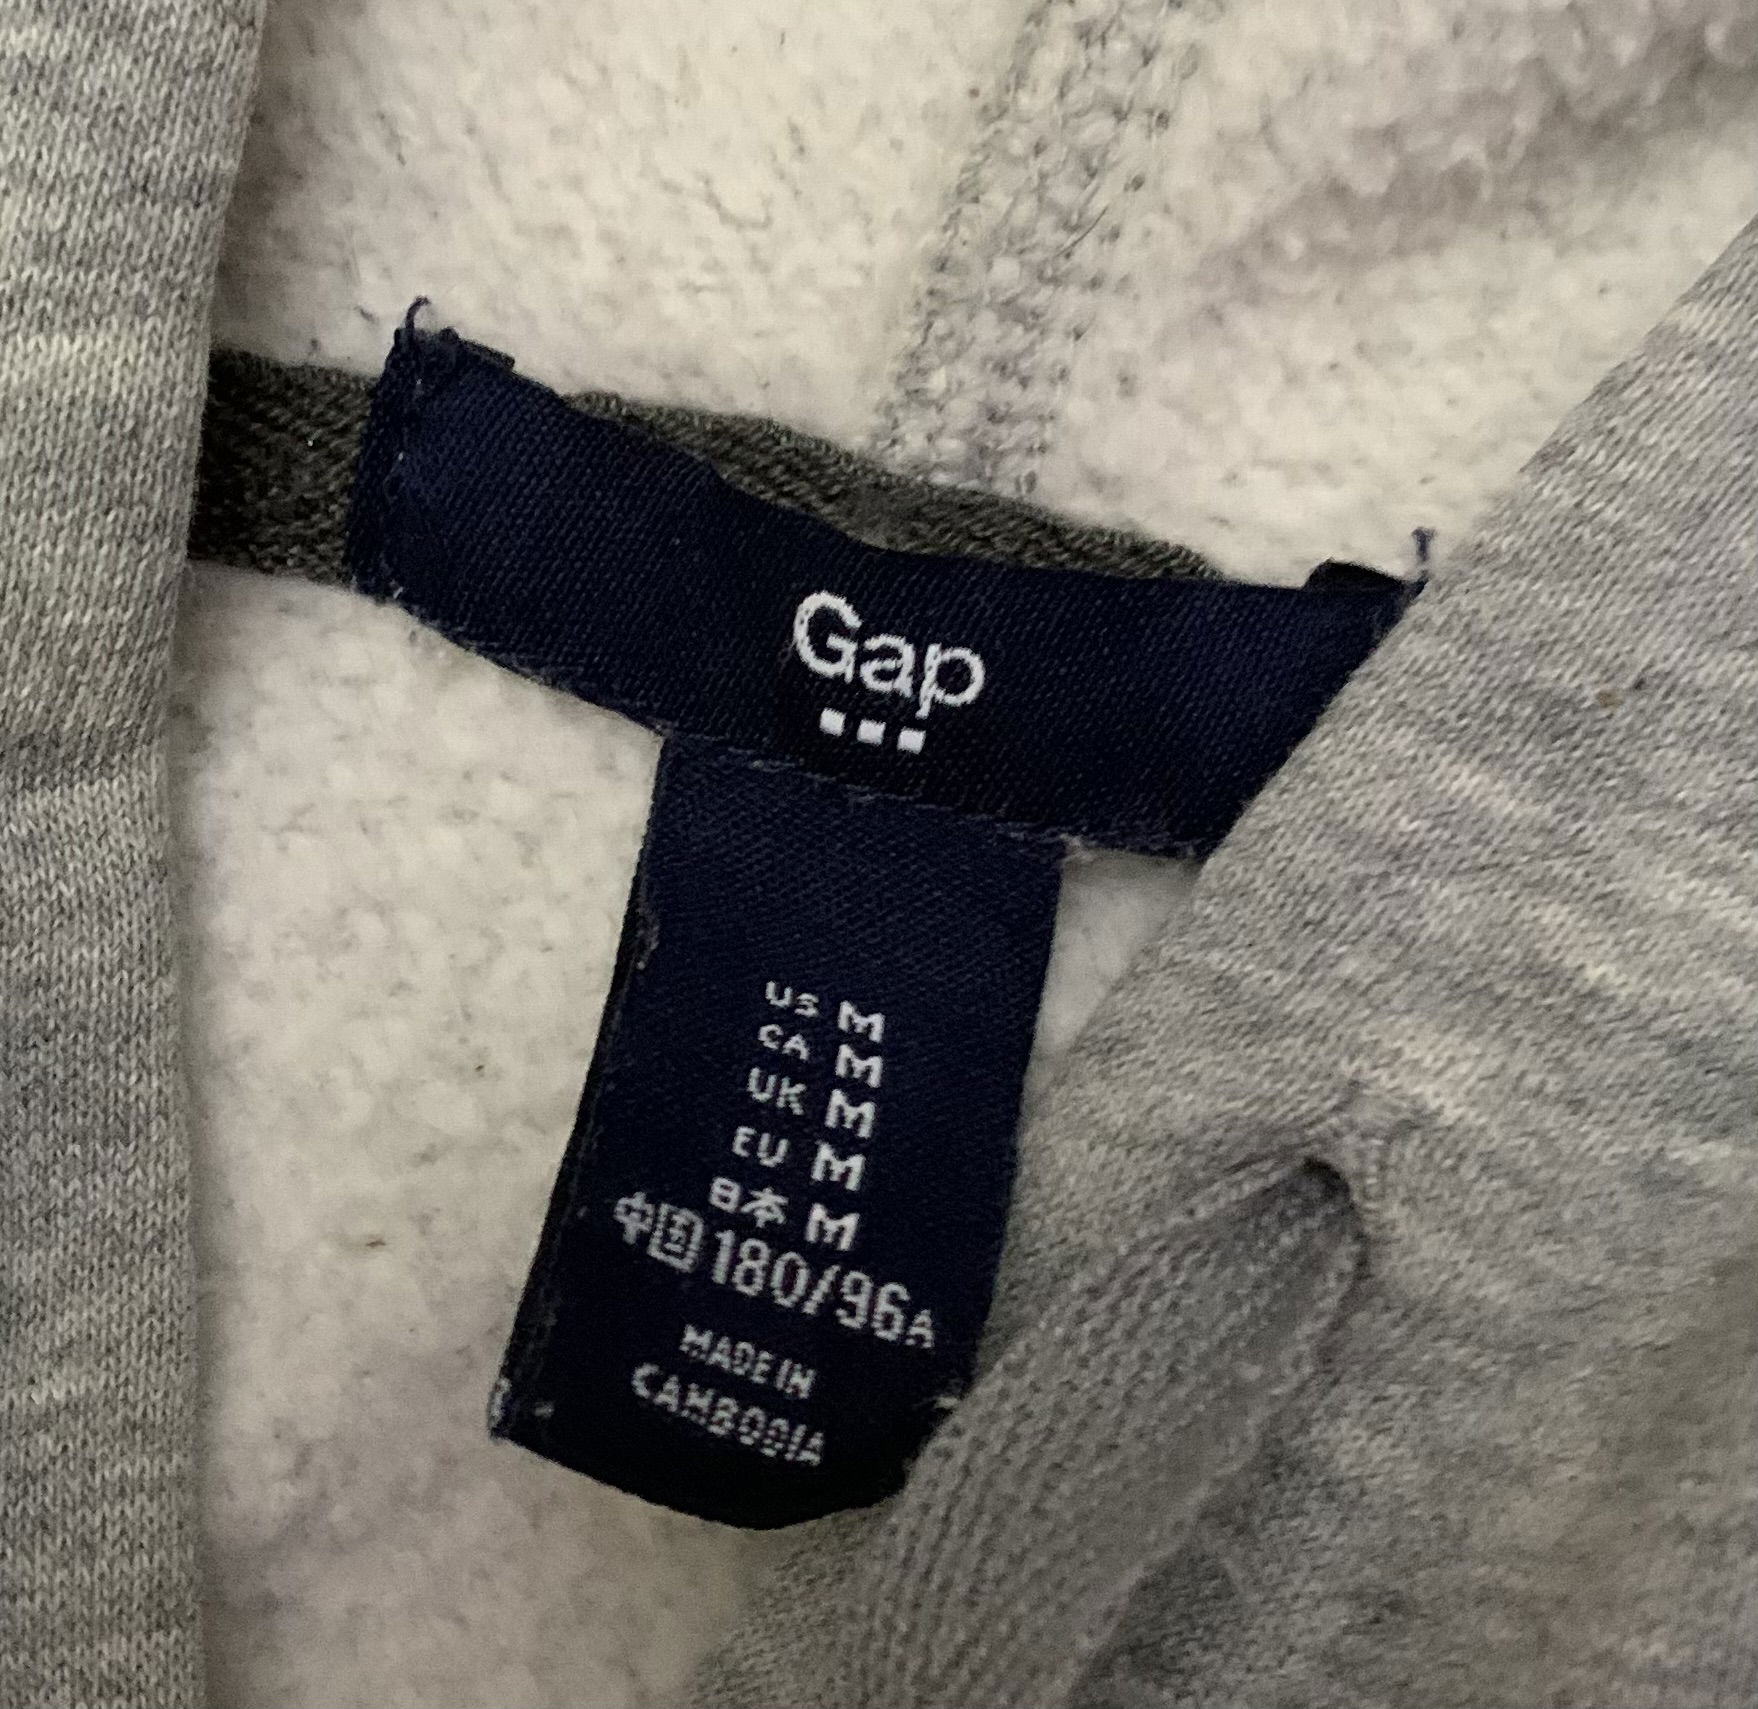 Gap
US M
CA M
UK M
EU M
日本 M
中国 180/96A
MADE IN
CAMBODIA